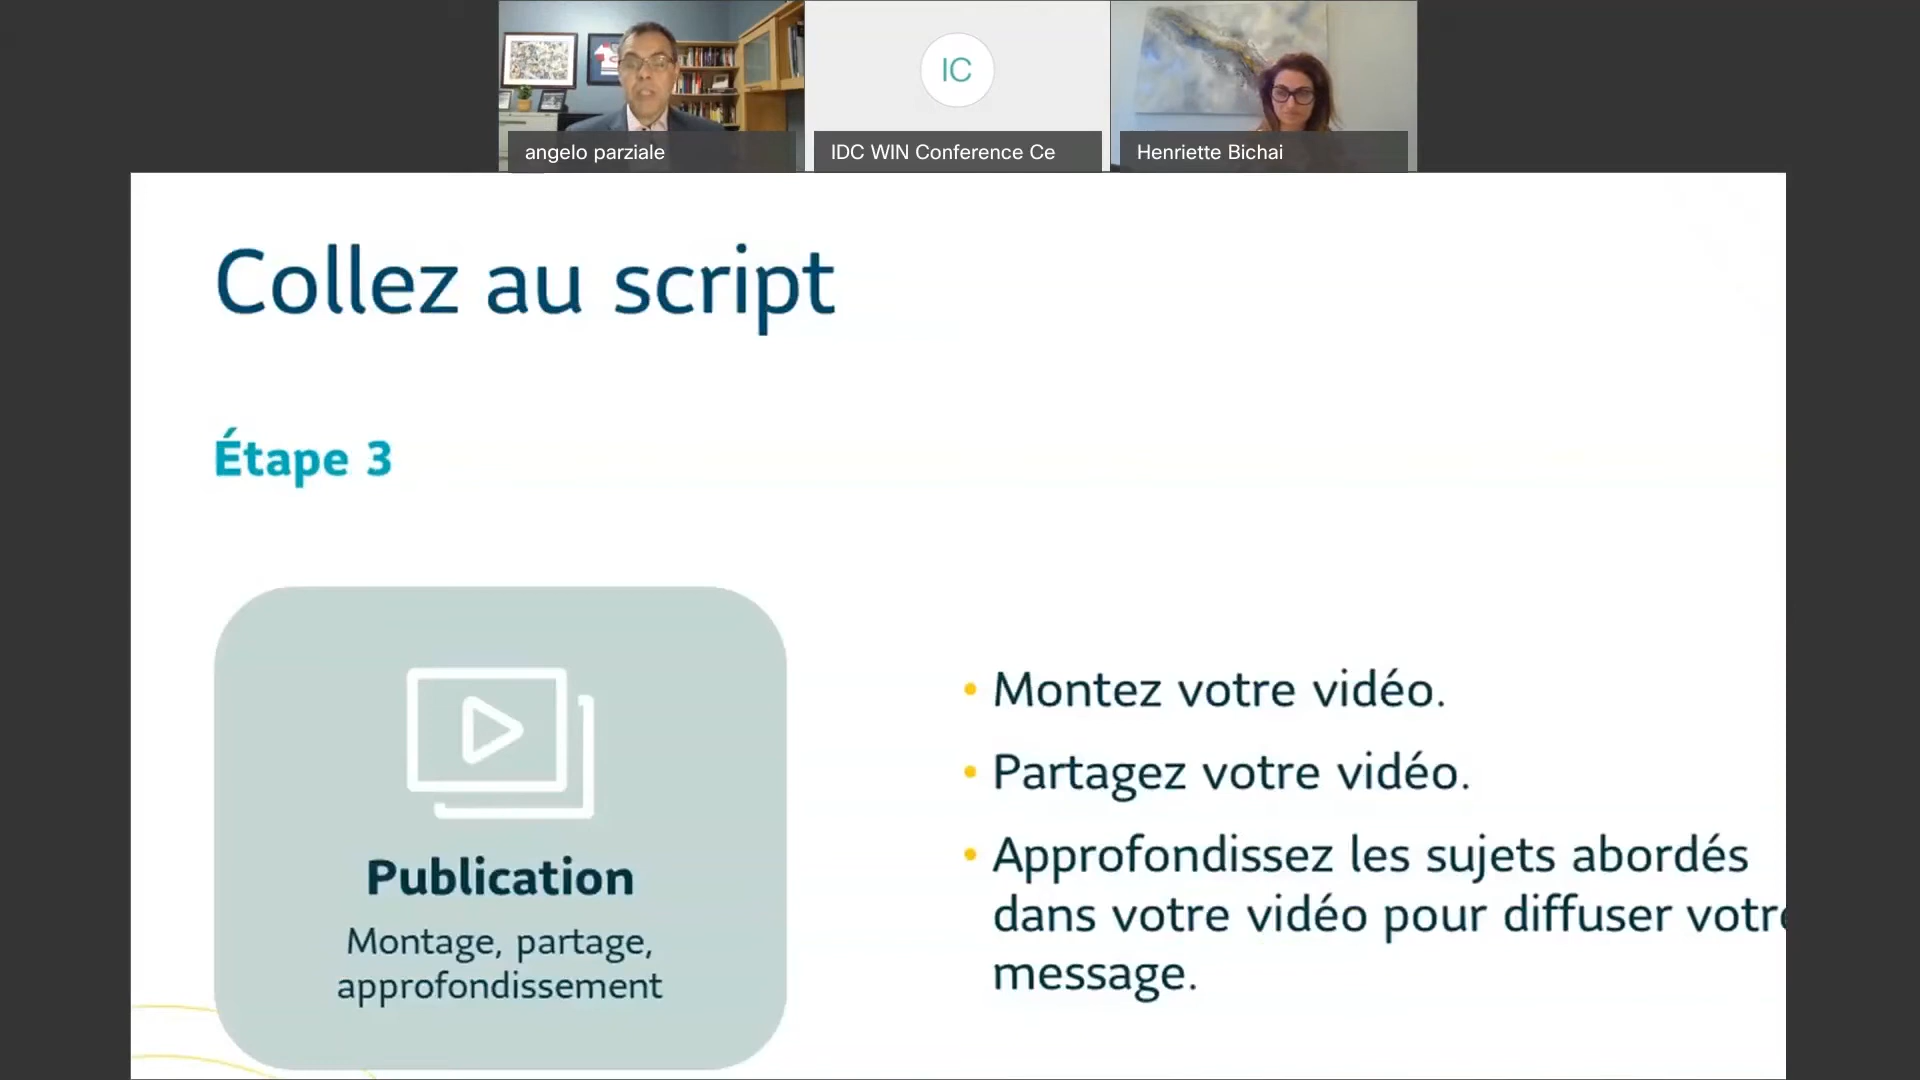 angelo parziale
IC
IDC WIN Conference Ce
Henriette Bichai
Collez au script
Étape 3
Publication
Montage, partage,
approfondissement
• Montez votre vidéo.
• Partagez votre vidéo.
• Approfondissez les sujets abordés
dans votre vidéo pour diffuser votre
message.